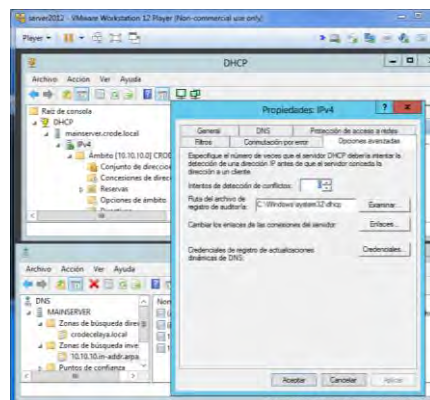 server2012 - VMware Workstation 12 Player (Non-commercial use only)
Player
DHCP
Archivo Acción Ver Ayuda
Raíz de consola
DHCP
mainserver.crode.local
IPv4
Ámbito [10.10.10.0] CROD
Conjunto de direccion
Concesiones de direc
Reservas
Opciones de ámbito
Propiedades: IPv4
General DNS Protección de acceso a redes
Filtros Conmutación por error Opciones avanzadas
Especifique el número de veces que el servidor DHCP debería intentar la
detección de una dirección IP antes de que el servidor conceda la
dirección a un cliente.
Intentos de detección de conflictos:
Ruta del archivo de
registro de auditoría:
C:\Windows\system32\dhcp
Examinar...
Cambiar los enlaces de las conexiones del servidor:
Enlaces...
Credenciales de registro de actualizaciones
dinámicas de DNS:
Credenciales...
Aceptar Cancelar Aplicar
Archivo Acción Ver Ayuda
DNS
MAINSERVER
Zonas de búsqueda direc
crodecelaya.local
Zonas de búsqueda inve
10.10.10.in-addr.arpa
Puntos de confianza
Nom